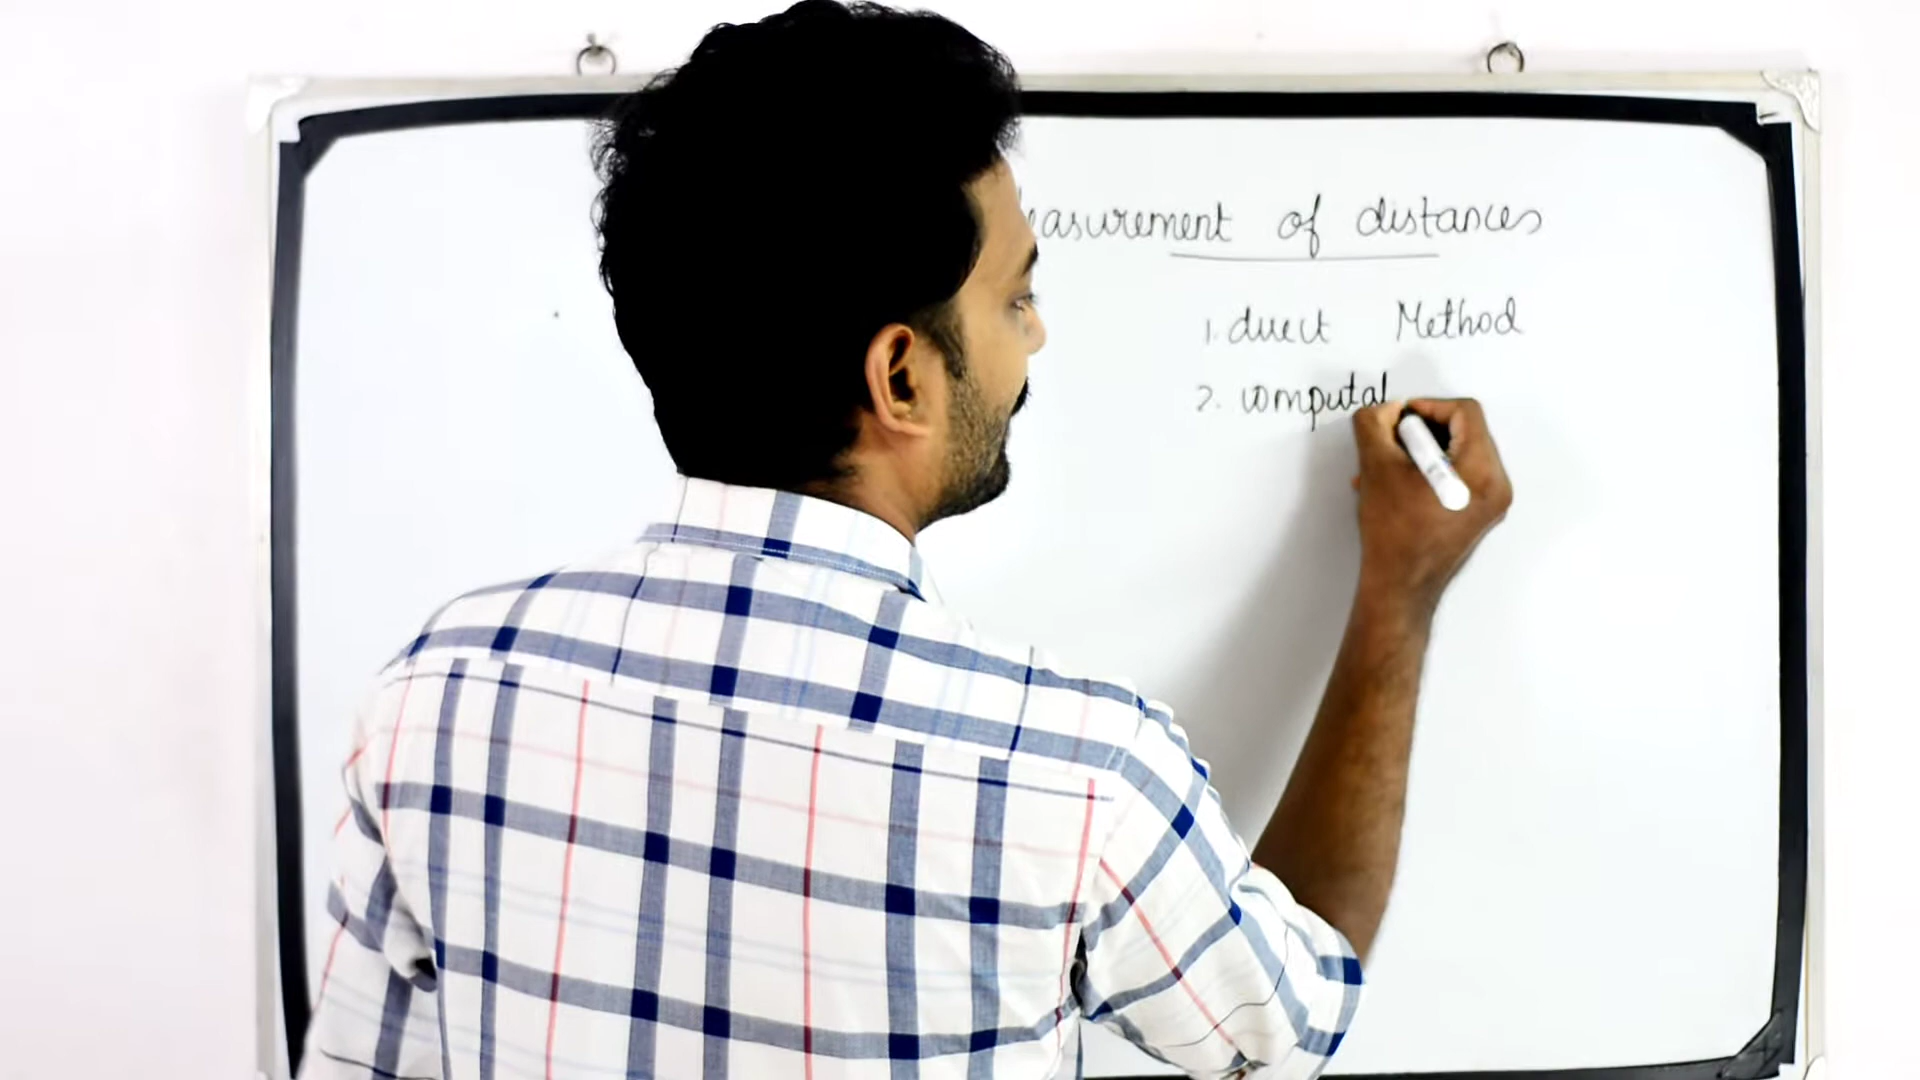 easurement of distances
1. direct Method
2. computat